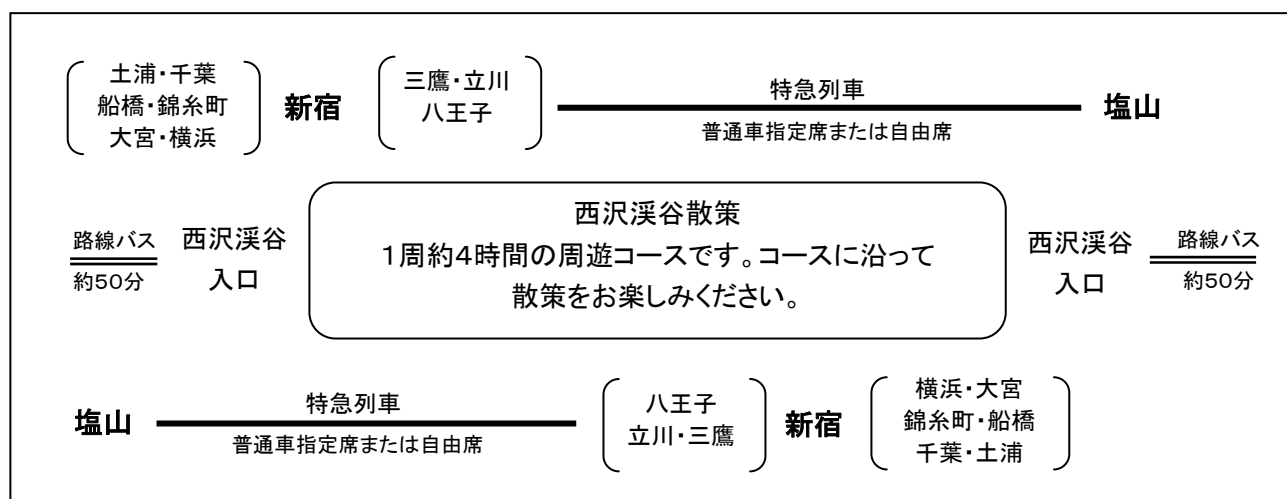 土浦・千葉
船橋・錦糸町
大宮・横浜
新宿
三鷹・立川
八王子
特急列車
普通車指定席または自由席
塩山
路線バス
約50分
西沢渓谷
入口
西沢渓谷散策
1周約4時間の周遊コースです。コースに沿って
散策をお楽しみください。
西沢渓谷
入口
路線バス
約50分
塩山
特急列車
普通車指定席または自由席
八王子
立川・三鷹
新宿
横浜・大宮
錦糸町・船橋
千葉・土浦